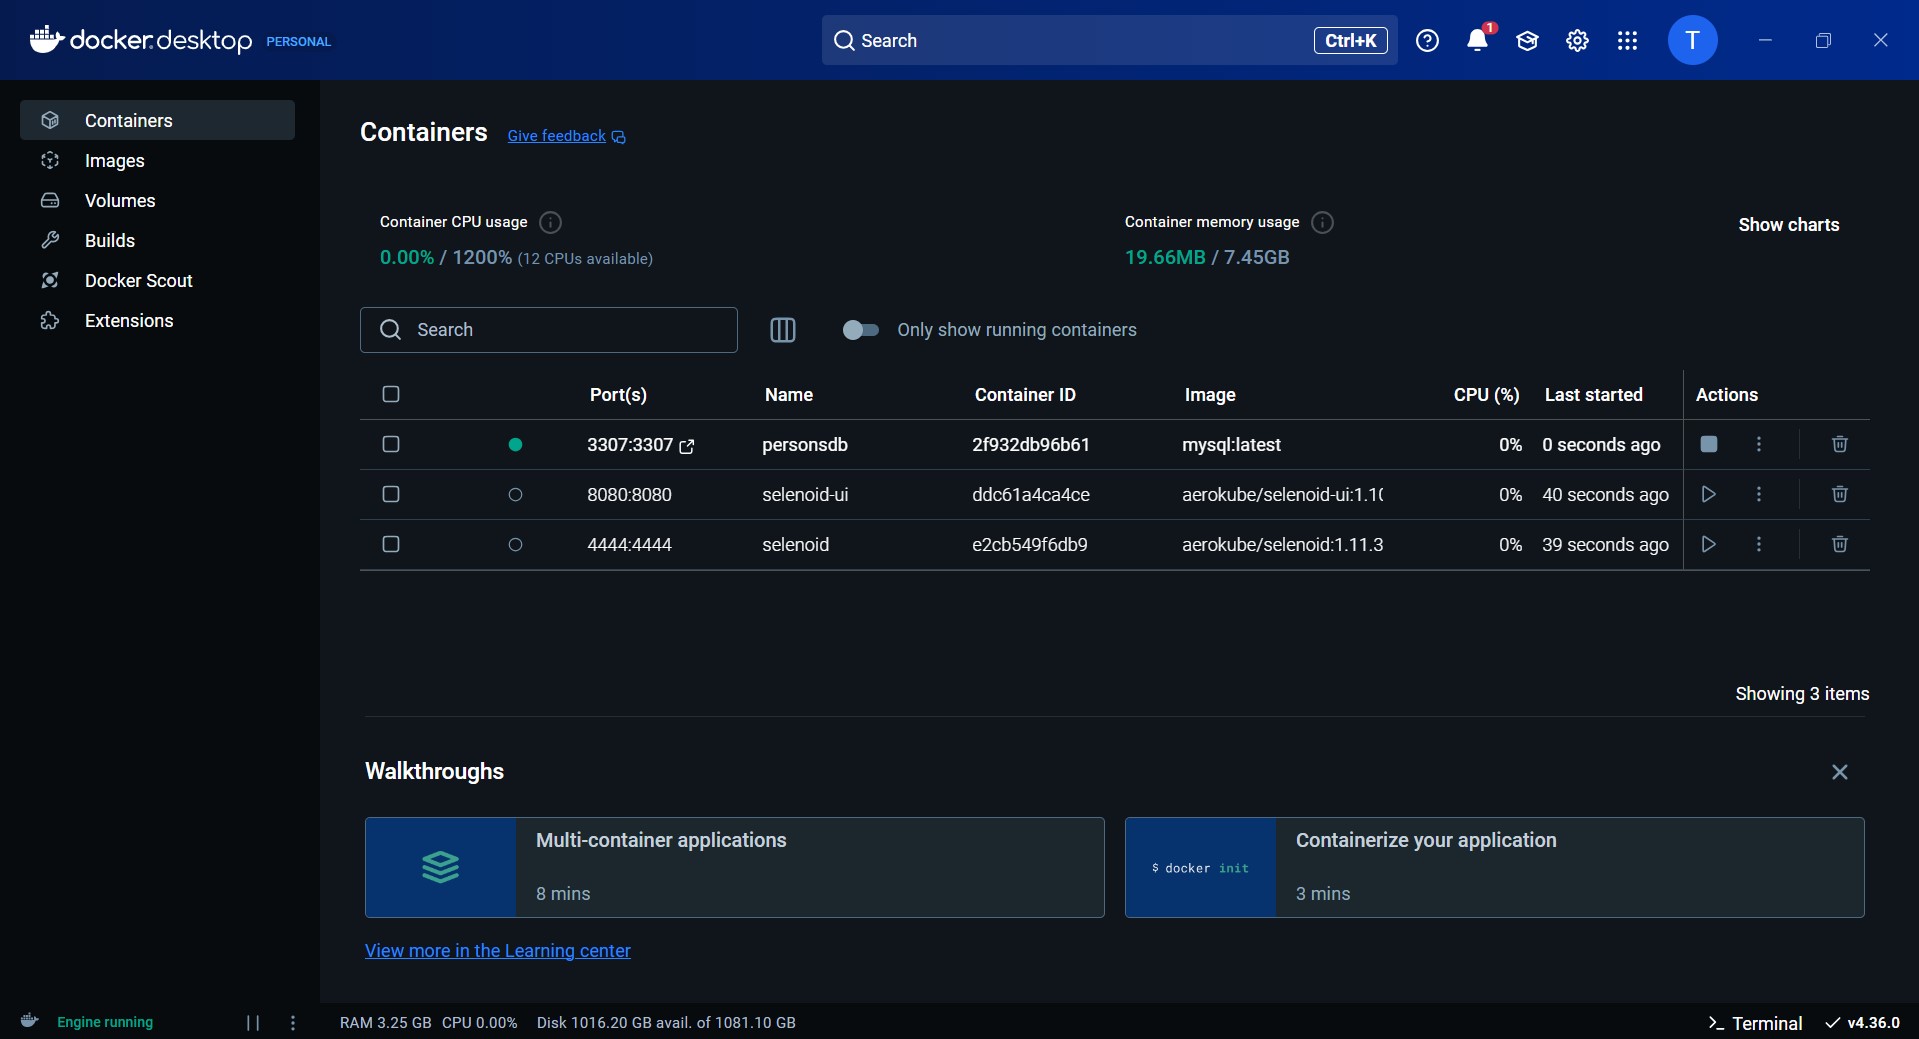 docker.desktop PERSONAL
Search Ctrl+K
1
T
Containers
Images
Volumes
Builds
Docker Scout
Extensions
Containers Give feedback
Container CPU usage
0.00% / 1200% (12 CPUs available)
Container memory usage
19.66MB / 7.45GB
Show charts
Search
Only show running containers
Port(s) Name Container ID Image CPU (%) Last started Actions
3307:3307 personsdb 2f932db96b61 mysql:latest 0% 0 seconds ago
8080:8080 selenoid-ui ddc61a4ca4ce aerokube/selenoid-ui:1.10 0% 40 seconds ago
4444:4444 selenoid e2cb549f6db9 aerokube/selenoid:1.11.3 0% 39 seconds ago
Showing 3 items
Walkthroughs
Multi-container applications
8 mins
$ docker init
Containerize your application
3 mins
View more in the Learning center
Engine running
RAM 3.25 GB CPU 0.00% Disk 1016.20 GB avail. of 1081.10 GB
Terminal
v4.36.0